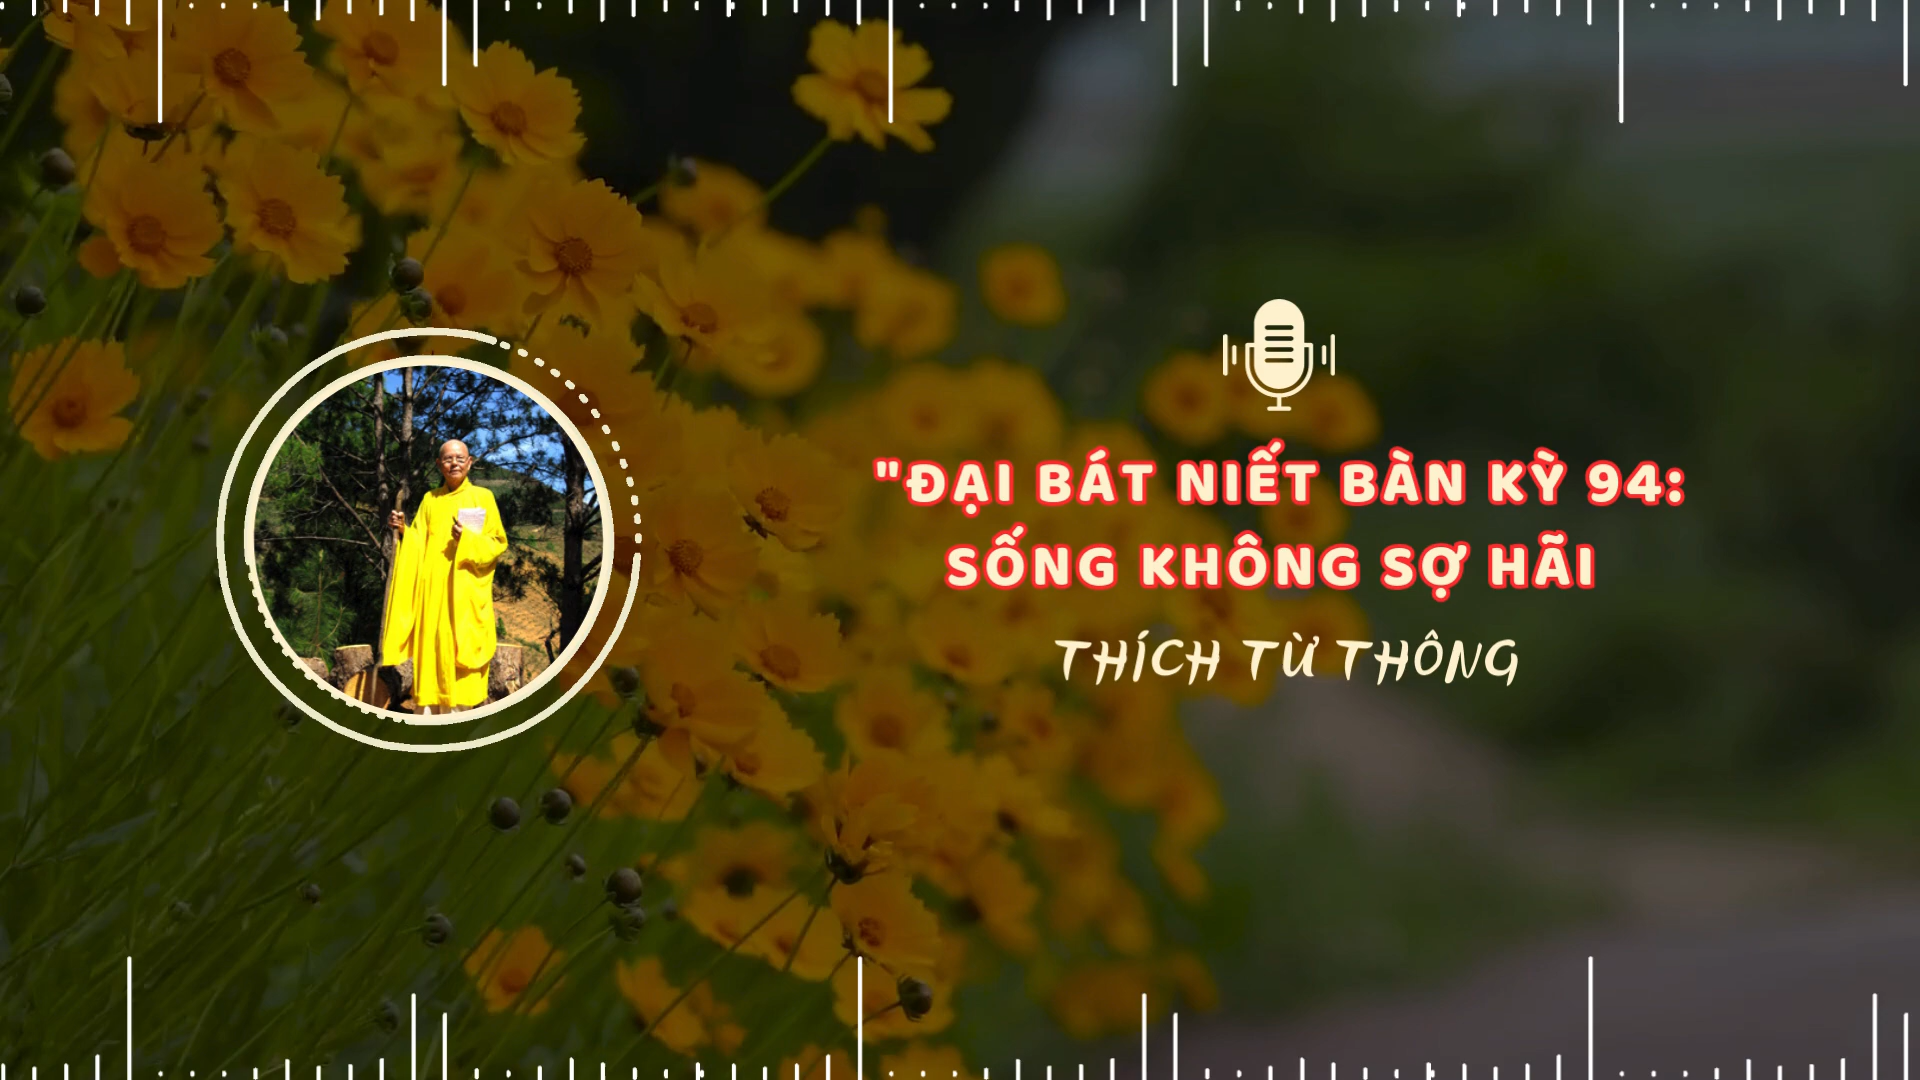 "ĐẠI BÁT NIẾT BÀN KỲ 94:
SỐNG KHÔNG SỢ HÃI
THÍCH TỪ THÔNG